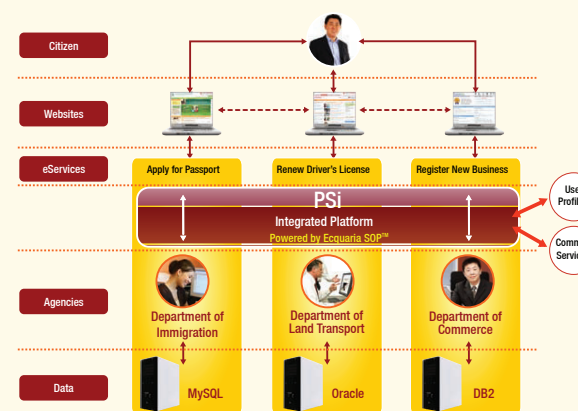 Citizen
Websites
eServices
Apply for Passport
Renew Driver's License
Register New Business
PSi
Integrated Platform
Powered by Ecquaria SOP™
Agencies
Department of
Immigration
Department of
Land Transport
Department of
Commerce
Data
MySQL
Oracle
DB2